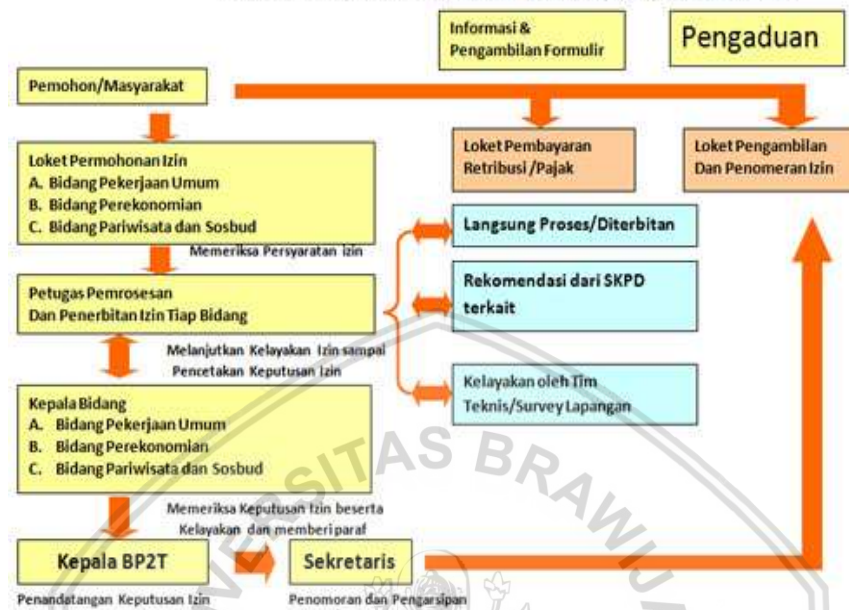 Informasi &
Pengambilan Formulir
Pengaduan
Pemohon/Masyarakat
Loket Permohonan Izin
A. Bidang Pekerjaan Umum
B. Bidang Perekonomian
C. Bidang Pariwisata dan Sosbud
Loket Pembayaran
Retribusi /Pajak
Loket Pengambilan
Dan Penomeran Izin
Memeriksa Persyaratan izin
Langsung Proses/Diterbitan
Petugas Pemrosesan
Dan Penerbitan Izin Tiap Bidang
Rekomendasi dari SKPD
terkait
Melanjutkan Kelayakan Izin sampai
Pencetakan Keputusan Izin
Kelayakan oleh Tim
Teknis/Survey Lapangan
Kepala Bidang
A. Bidang Pekerjaan Umum
B. Bidang Perekonomian
C. Bidang Pariwisata dan Sosbud
Memeriksa Keputusan Izin beserta
Kelayakan dan memberi paraf
Kepala BP2T
Sekretaris
Penandatangan Keputusan Izin
Penomoran dan Pengarsipan